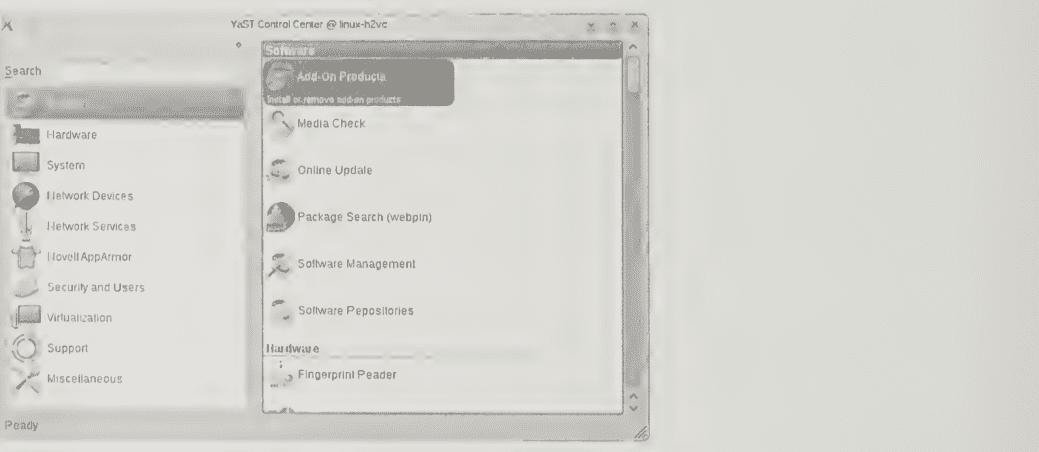 YaST Control Center @ linux-h2vc
Search
Hardware
System
Network Devices
Network Services
Novell AppArmor
Security and Users
Virtualization
Support
Miscellaneous
Ready
Software
Add-On Products
Install or remove add-on products
Media Check
Online Update
Package Search (webpin)
Software Management
Software Repositories
Hardware
Fingerprint Reader